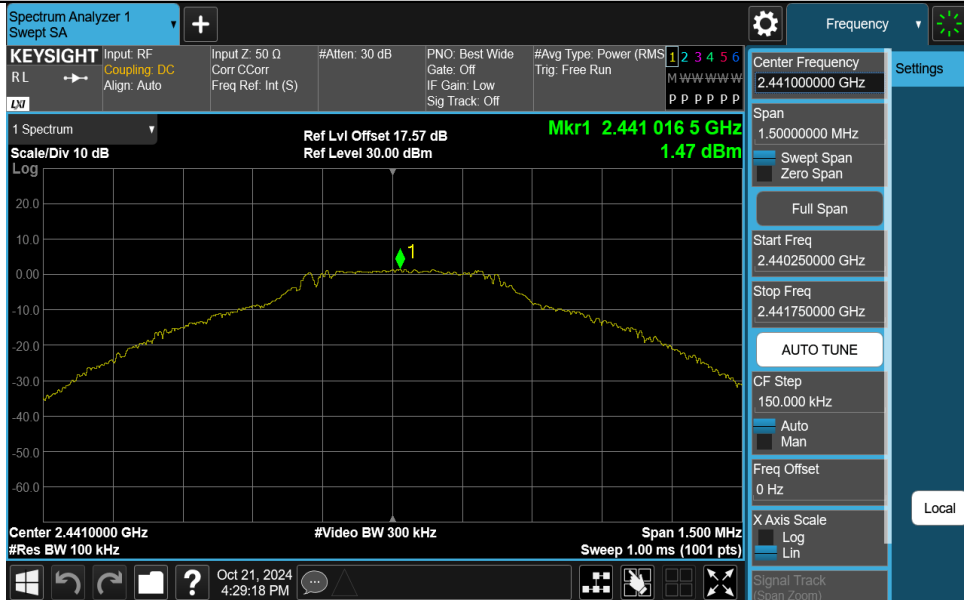 Spectrum Analyzer 1
Swept SA
+
Frequency
KEYSIGHT
Input: RF
Coupling: DC
Align: Auto
Input Z: 50 Ω
Corr CCorr
Freq Ref: Int (S)
#Atten: 30 dB
PNO: Best Wide
Gate: Off
IF Gain: Low
Sig Track: Off
#Avg Type: Power (RMS
Trig: Free Run
1 2 3 4 5 6
M W W W W W
P P P P P P
R L
LXI
Center Frequency
2.441000000 GHz
Settings
Span
1.50000000 MHz
Swept Span
Zero Span
Full Span
Start Freq
2.440250000 GHz
Stop Freq
2.441750000 GHz
AUTO TUNE
CF Step
150.000 kHz
Auto
Man
Freq Offset
0 Hz
X Axis Scale
Log
Lin
Signal Track
(Span Zoom)
Local
1 Spectrum
Scale/Div 10 dB
Log
Ref Lvl Offset 17.57 dB
Ref Level 30.00 dBm
Mkr1 2.441 016 5 GHz
1.47 dBm
1
20.0
10.0
0.00
-10.0
-20.0
-30.0
-40.0
-50.0
-60.0
Center 2.4410000 GHz
#Res BW 100 kHz
#Video BW 300 kHz
Span 1.500 MHz
Sweep 1.00 ms (1001 pts)
?
Oct 21, 2024
4:29:18 PM